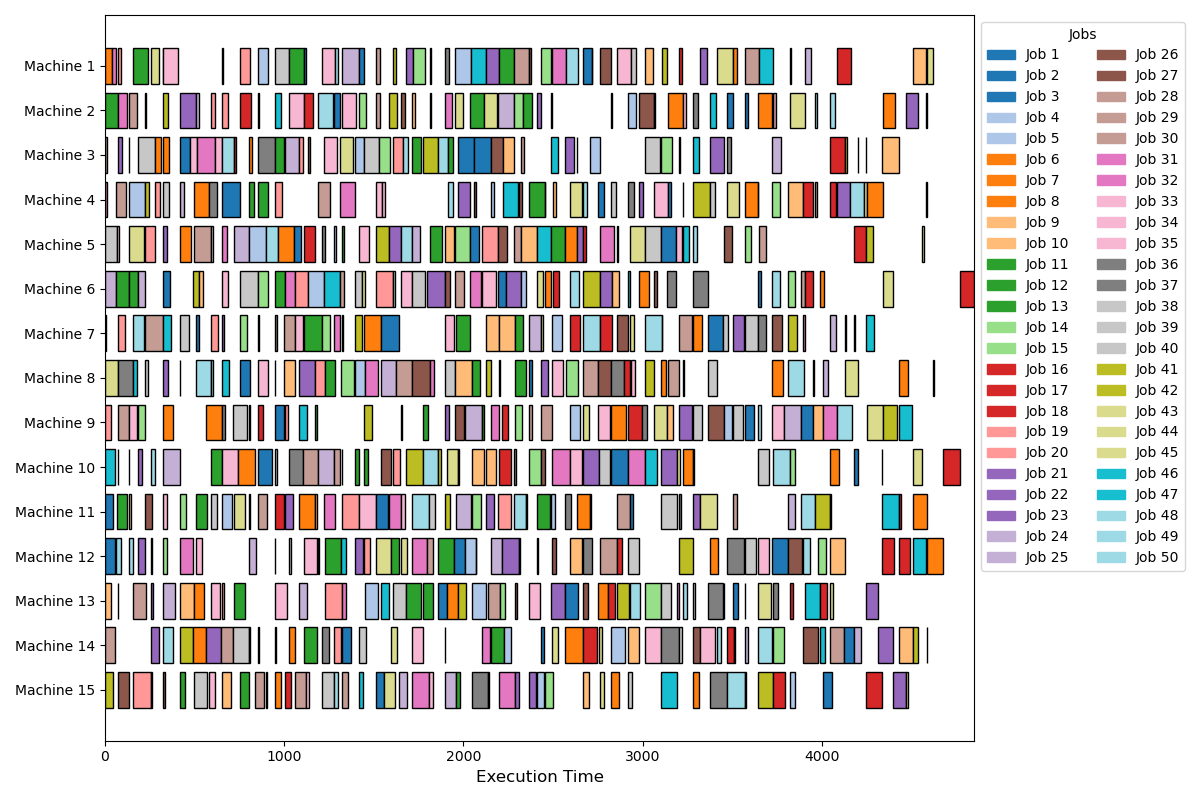 Machine 1
Machine 2
Machine 3
Machine 4
Machine 5
Machine 6
Machine 7
Machine 8
Machine 9
Machine 10
Machine 11
Machine 12
Machine 13
Machine 14
Machine 15
0 1000 2000 3000 4000
Execution Time
Jobs
Job 1
Job 2
Job 3
Job 4
Job 5
Job 6
Job 7
Job 8
Job 9
Job 10
Job 11
Job 12
Job 13
Job 14
Job 15
Job 16
Job 17
Job 18
Job 19
Job 20
Job 21
Job 22
Job 23
Job 24
Job 25
Job 26
Job 27
Job 28
Job 29
Job 30
Job 31
Job 32
Job 33
Job 34
Job 35
Job 36
Job 37
Job 38
Job 39
Job 40
Job 41
Job 42
Job 43
Job 44
Job 45
Job 46
Job 47
Job 48
Job 49
Job 50